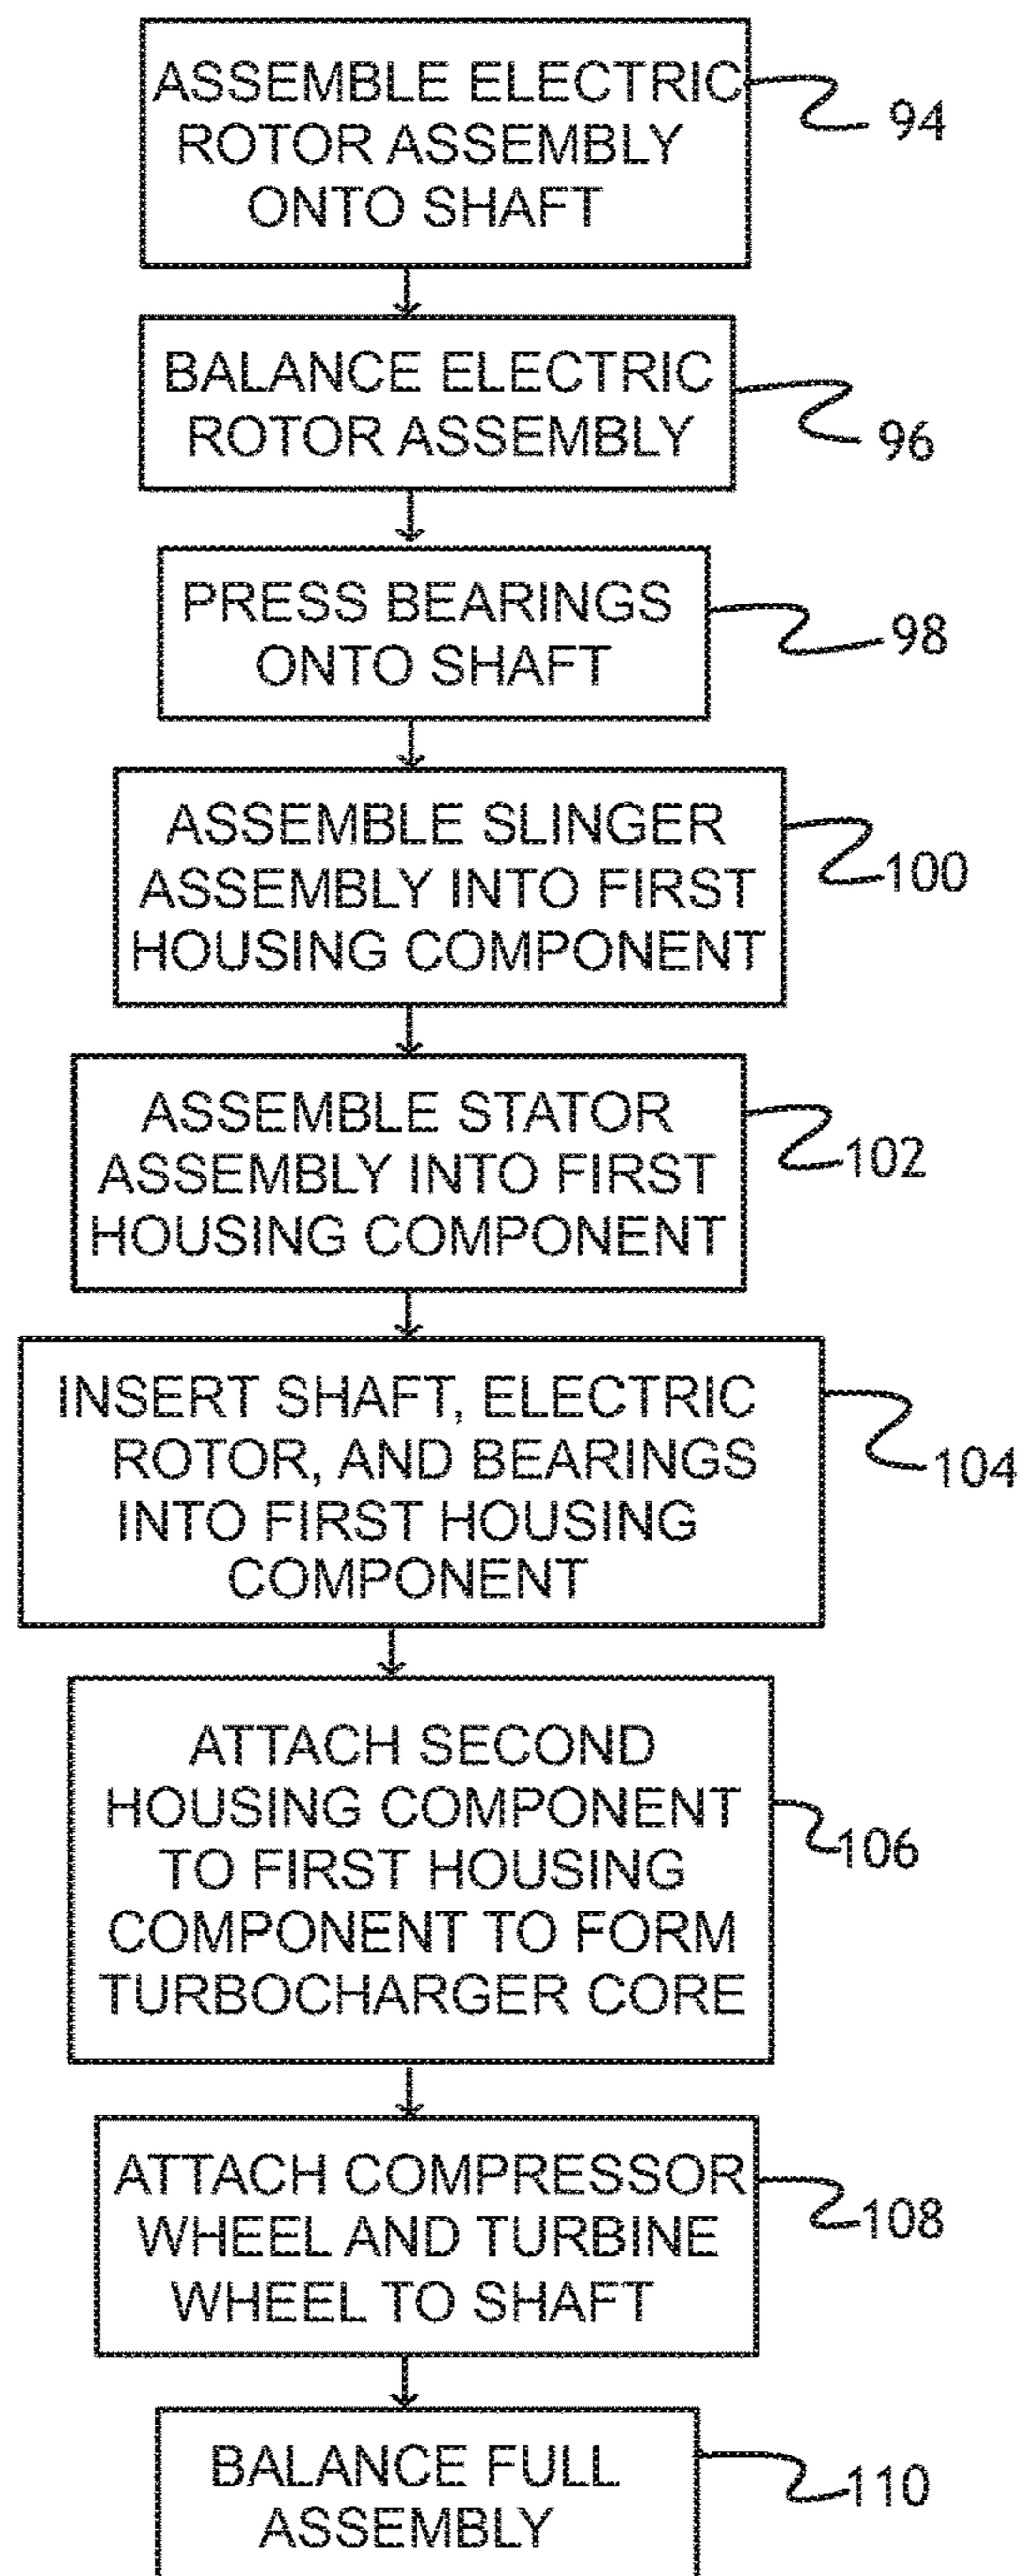 ASSEMBLE ELECTRIC
ROTOR ASSEMBLY
ONTO SHAFT
94
BALANCE ELECTRIC
ROTOR ASSEMBLY
96
PRESS BEARINGS
ONTO SHAFT
98
ASSEMBLE SLINGER
ASSEMBLY INTO FIRST
HOUSING COMPONENT
100
ASSEMBLE STATOR
ASSEMBLY INTO FIRST
HOUSING COMPONENT
102
INSERT SHAFT, ELECTRIC
ROTOR, AND BEARINGS
INTO FIRST HOUSING
COMPONENT
104
ATTACH SECOND
HOUSING COMPONENT
TO FIRST HOUSING
COMPONENT TO FORM
TURBOCHARGER CORE
106
ATTACH COMPRESSOR
WHEEL AND TURBINE
WHEEL TO SHAFT
108
BALANCE FULL
ASSEMBLY
110